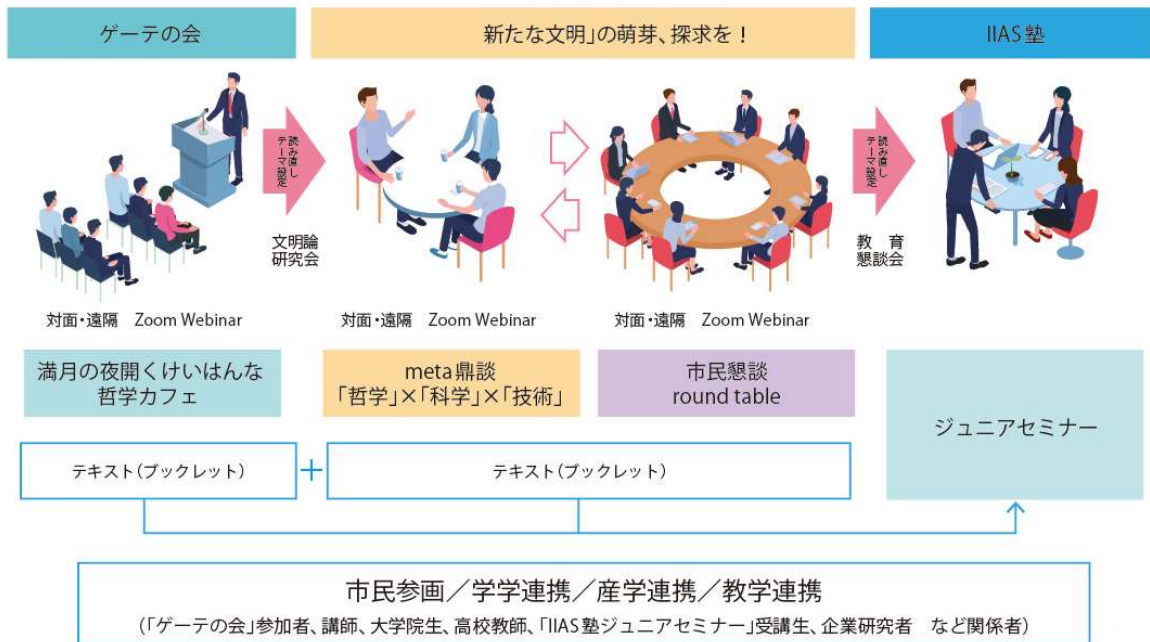 ゲーテの会
新たな文明」の萌芽、探求を！
IIAS塾
読み直し
テーマ設定
文明論
研究会
読み直し
テーマ設定
教　育
懇談会
対面・遠隔　Zoom Webinar
対面・遠隔　Zoom Webinar
対面・遠隔　Zoom Webinar
満月の夜開くけいはんな
哲学カフェ
meta鼎談
「哲学」×「科学」×「技術」
市民懇談
round table
ジュニアセミナー
テキスト（ブックレット）
+
テキスト（ブックレット）
市民参画／学学連携／産学連携／教学連携
（「ゲーテの会」参加者、講師、大学院生、高校教師、「IIAS塾ジュニアセミナー」受講生、企業研究者　など関係者）